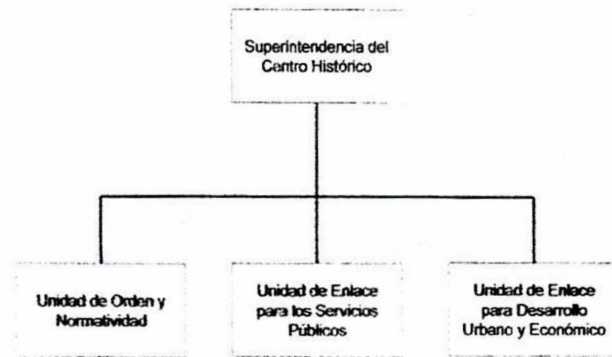 Superintendencia del
Centro Histórico
Unidad de Orden y
Normatividad
Unidad de Enlace
para los Servicios
Públicos
Unidad de Enlace
para Desarrollo
Urbano y Económico